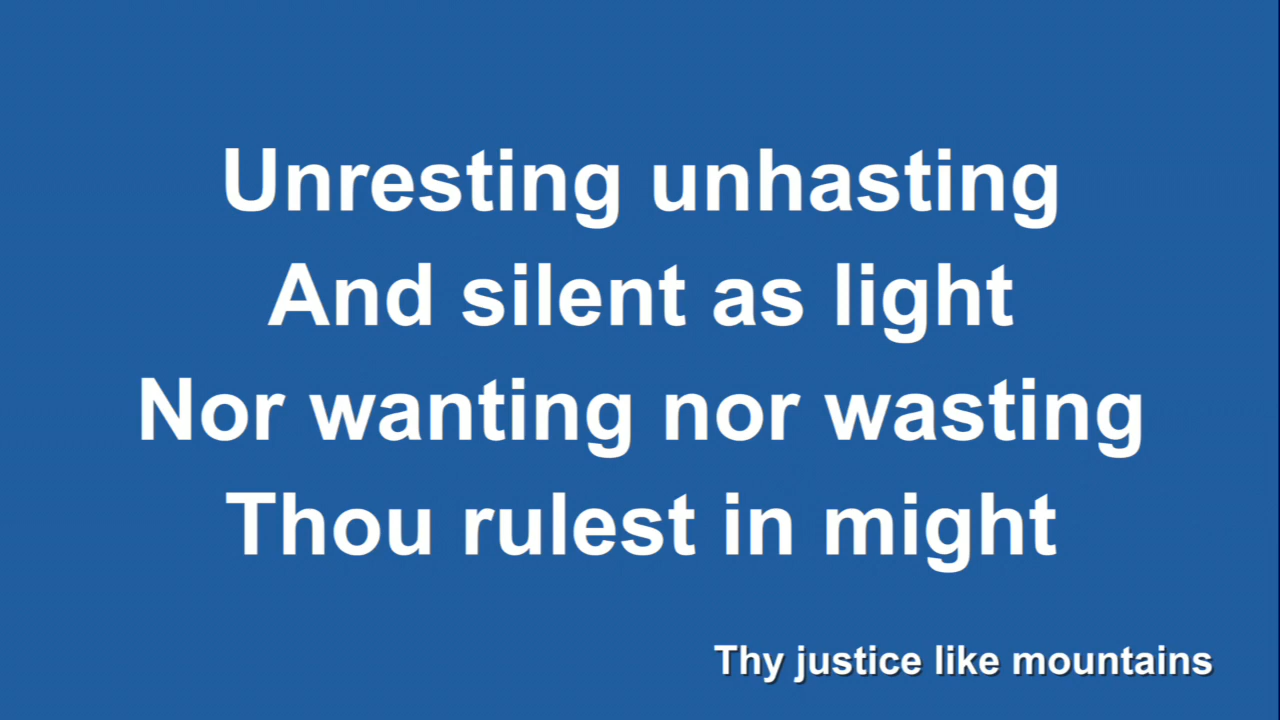 Unresting unhasting
And silent as light
Nor wanting nor wasting
Thou rulest in might
Thy justice like mountains